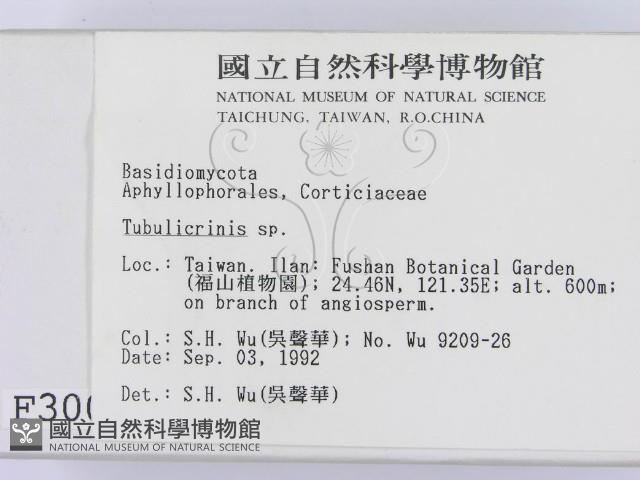 國立自然科學博物館
NATIONAL MUSEUM OF NATURAL SCIENCE
TAICHUNG, TAIWAN, R.O.CHINA
Basidiomycota
Aphyllophorales, Corticiaceae
Tubulicrinis sp.
Loc.: Taiwan. Ilan: Fushan Botanical Garden
(福山植物園); 24.46N, 121.35E; alt. 600m;
on branch of angiosperm.
Col.: S.H. Wu(吳聲華); No. Wu 9209-26
Date: Sep. 03, 1992
Det.: S.H. Wu(吳聲華)
國立自然科學博物館
NATIONAL MUSEUM OF NATURAL SCIENCE